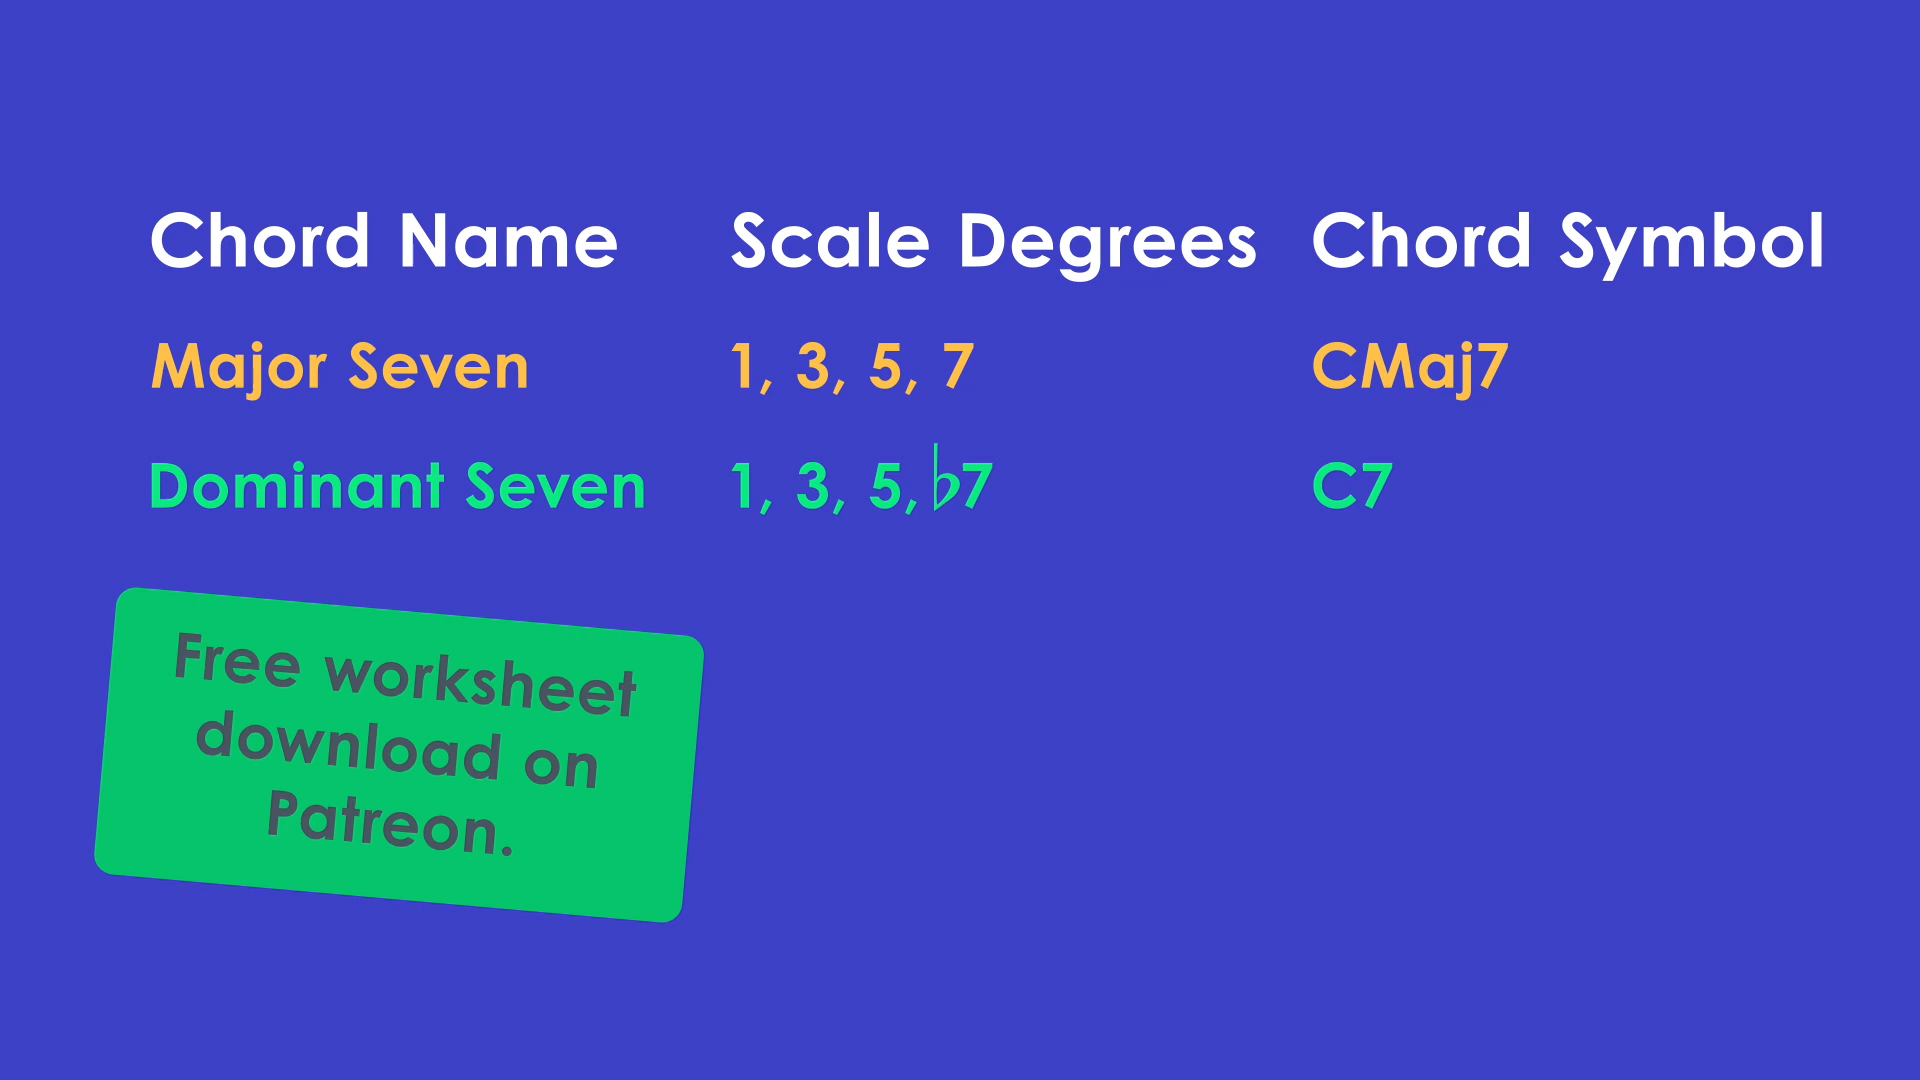 Chord Name Scale Degrees Chord Symbol
Major Seven 1, 3, 5, 7 CMaj7
Dominant Seven 1, 3, 5, ♭7 C7
Free worksheet
download on
Patreon.